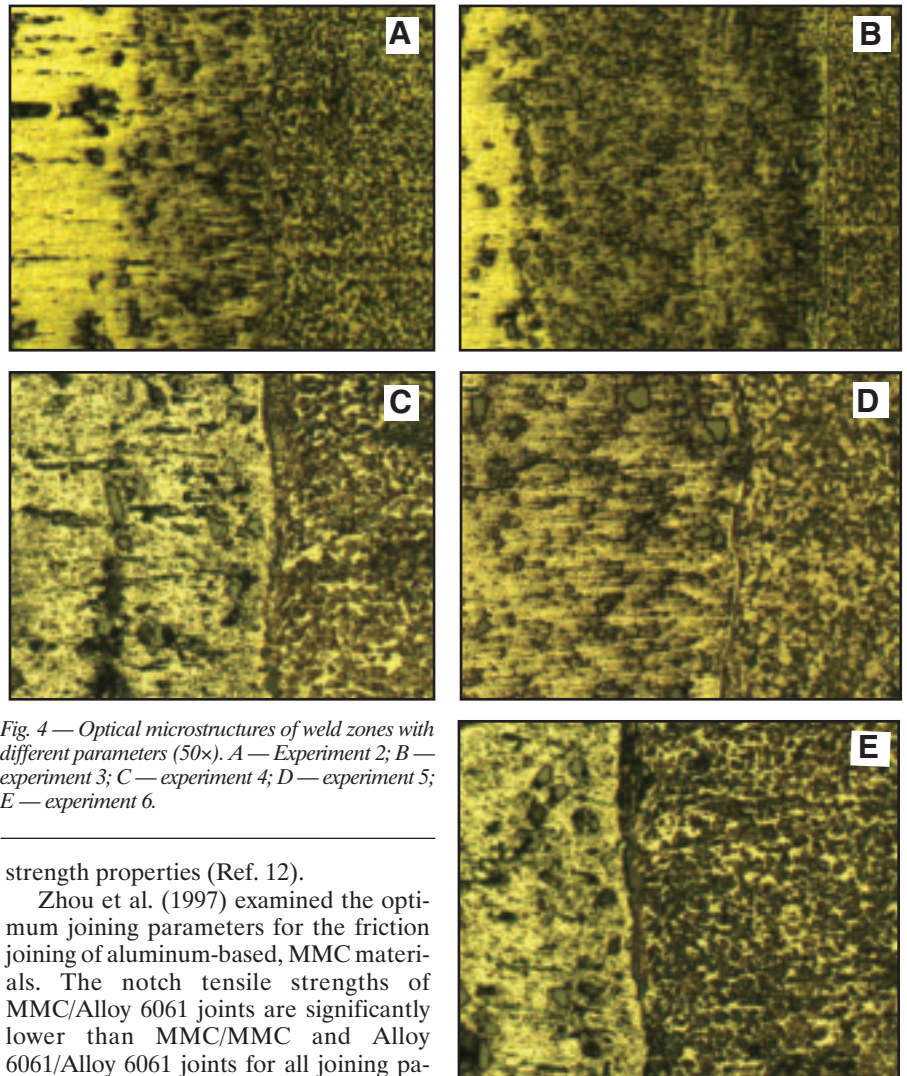 A
B
C
D
Fig. 4 — Optical microstructures of weld zones with
different parameters (50×). A — Experiment 2; B —
experiment 3; C — experiment 4; D — experiment 5;
E — experiment 6.
E
strength properties (Ref. 12).
Zhou et al. (1997) examined the opti-
mum joining parameters for the friction
joining of aluminum-based, MMC materi-
als. The notch tensile strengths of
MMC/Alloy 6061 joints are significantly
lower than MMC/MMC and Alloy
6061/Alloy 6061 joints for all joining pa-